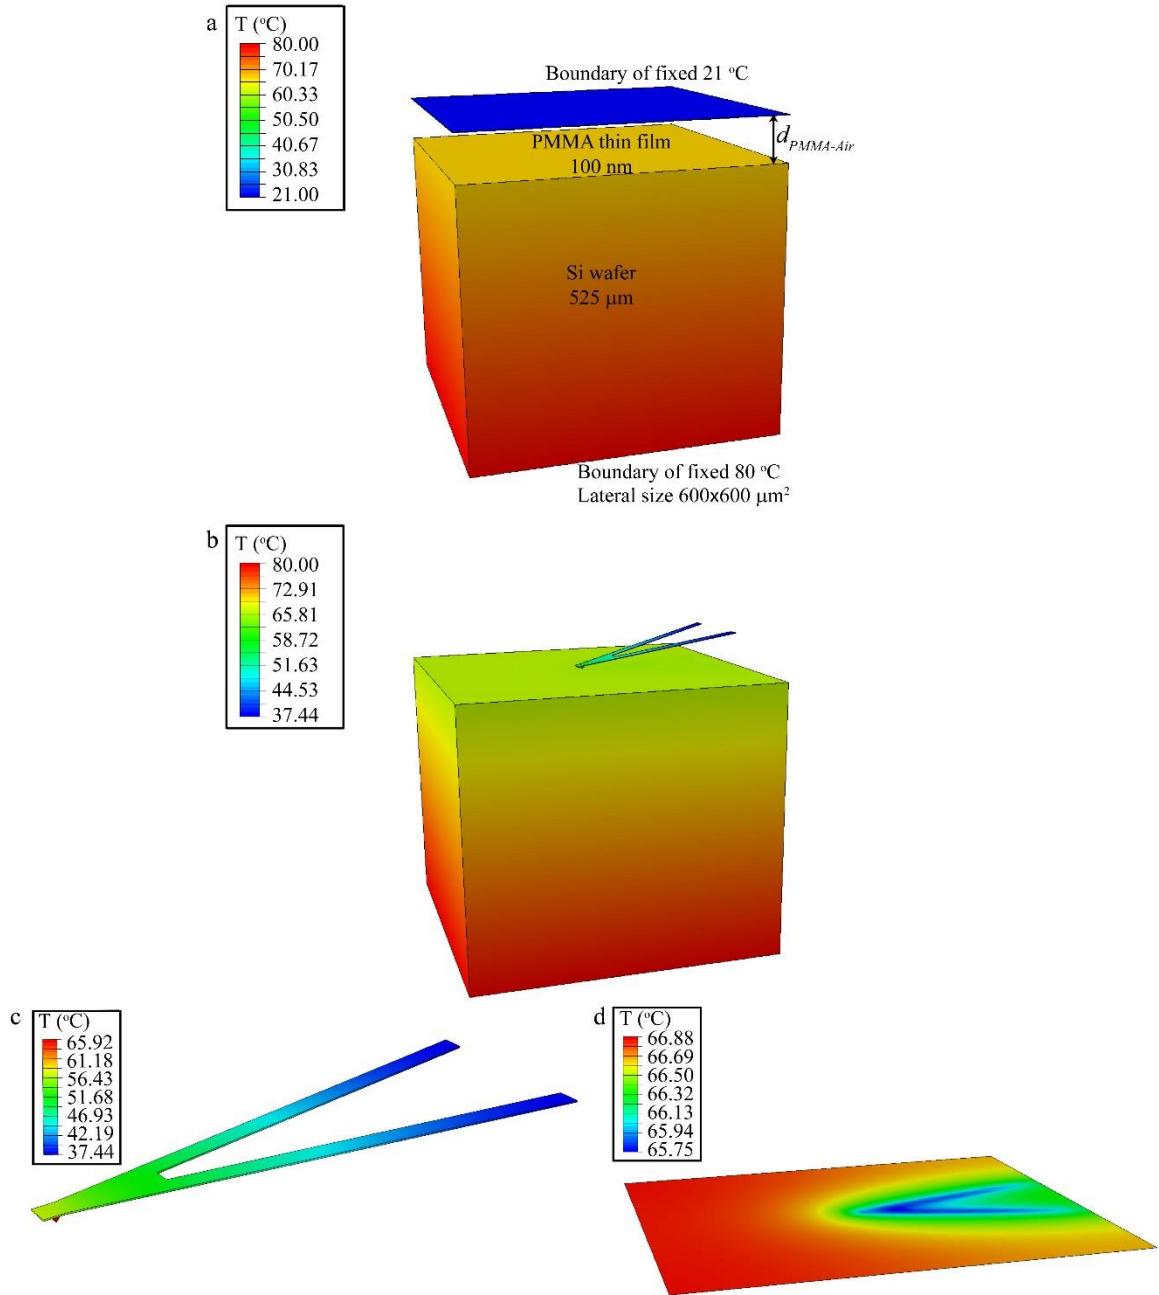 a
T (°C)
80.00
70.17
60.33
50.50
40.67
30.83
21.00
Boundary of fixed 21 °C
PMMA thin film
100 nm
d_PMMA-Air
Si wafer
525 μm
Boundary of fixed 80 °C
Lateral size 600x600 μm²
b
T (°C)
80.00
72.91
65.81
58.72
51.63
44.53
37.44
c
T (°C)
65.92
61.18
56.43
51.68
46.93
42.19
37.44
d
T (°C)
66.88
66.69
66.50
66.32
66.13
65.94
65.75